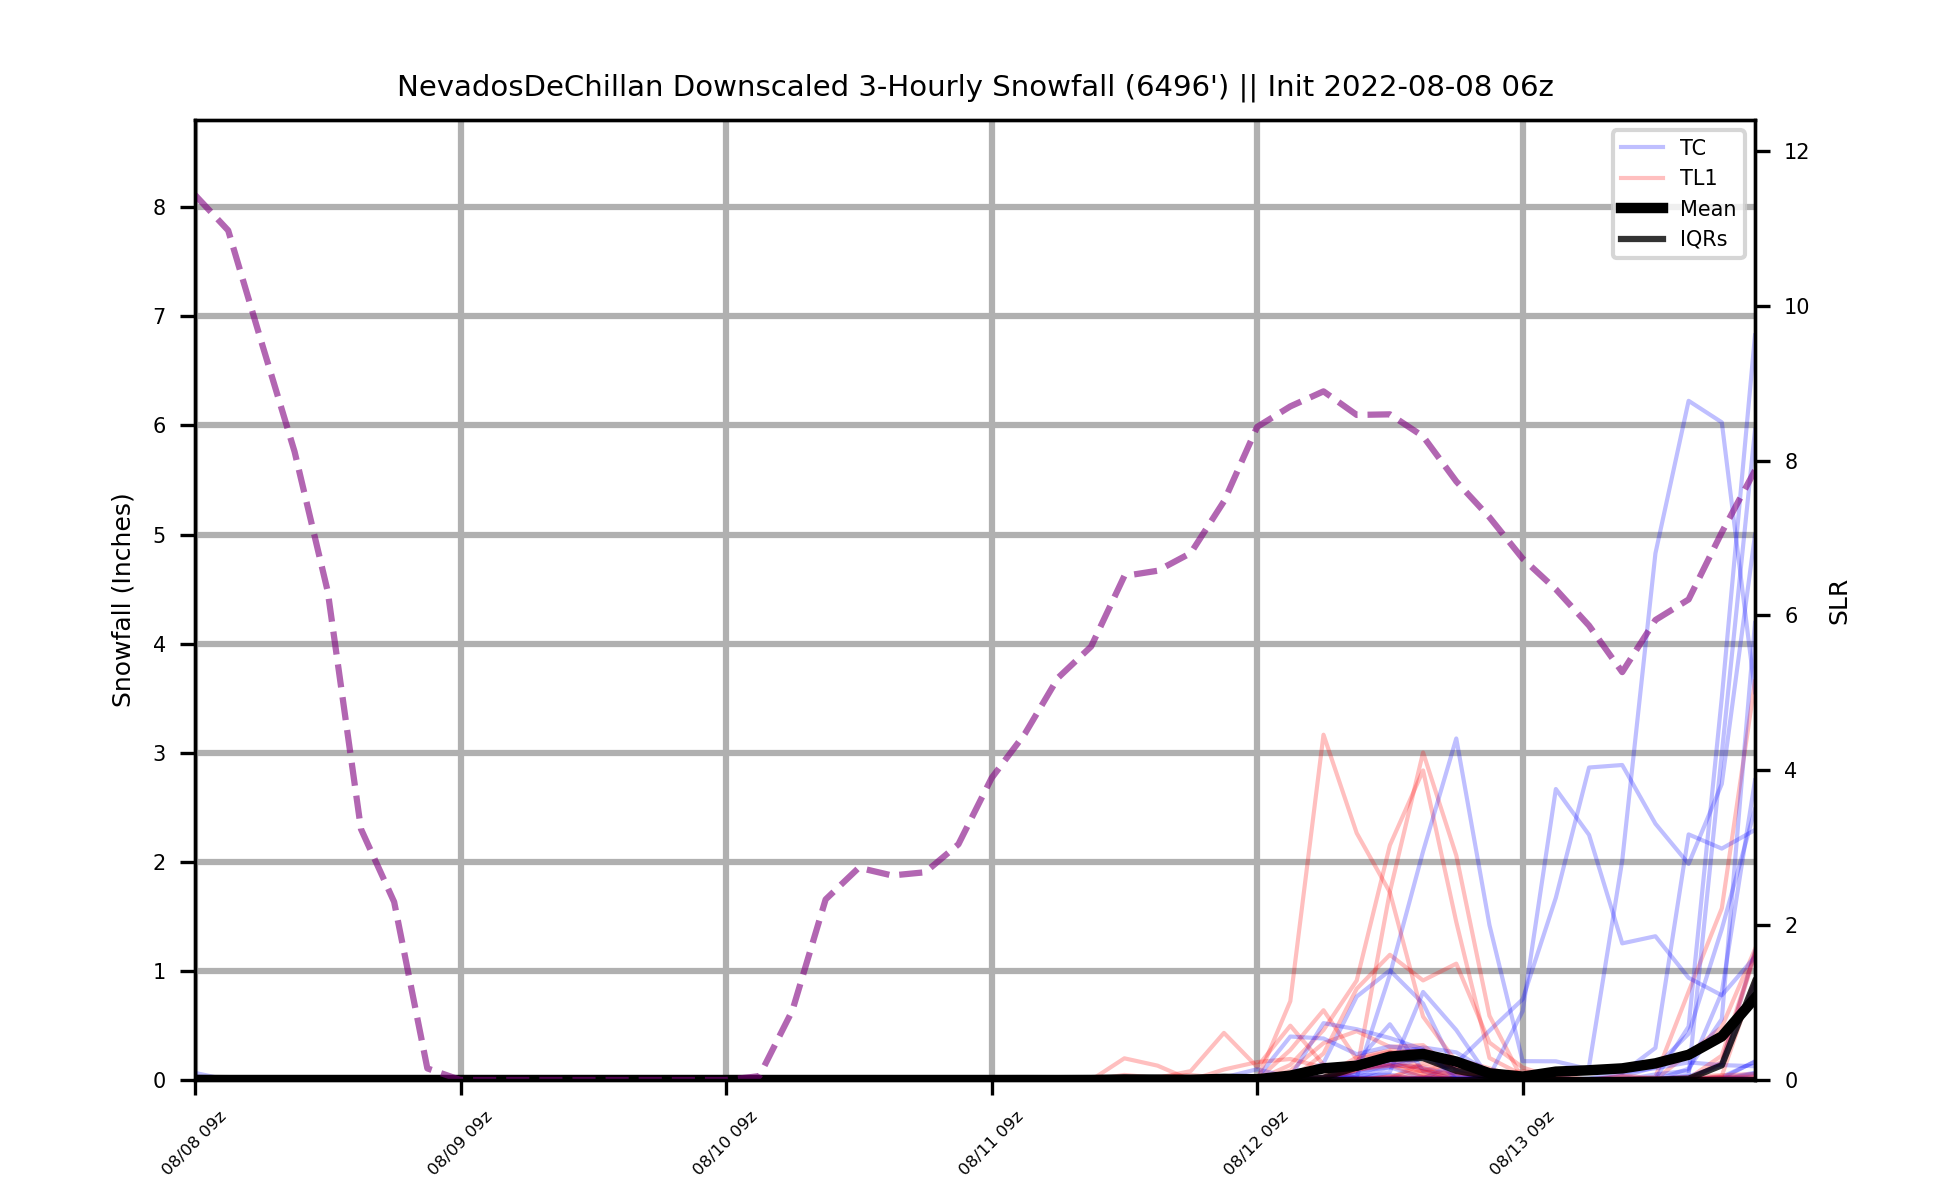 NevadosDeChillan Downscaled 3-Hourly Snowfall (6496') || Init 2022-08-08 06z
TC
TL1
Mean
IQRs
Snowfall (Inches)
8
7
6
5
4
3
2
1
0
12
10
8
6
4
2
0
SLR
08/08 09z
08/09 09z
08/10 09z
08/11 09z
08/12 09z
08/13 09z